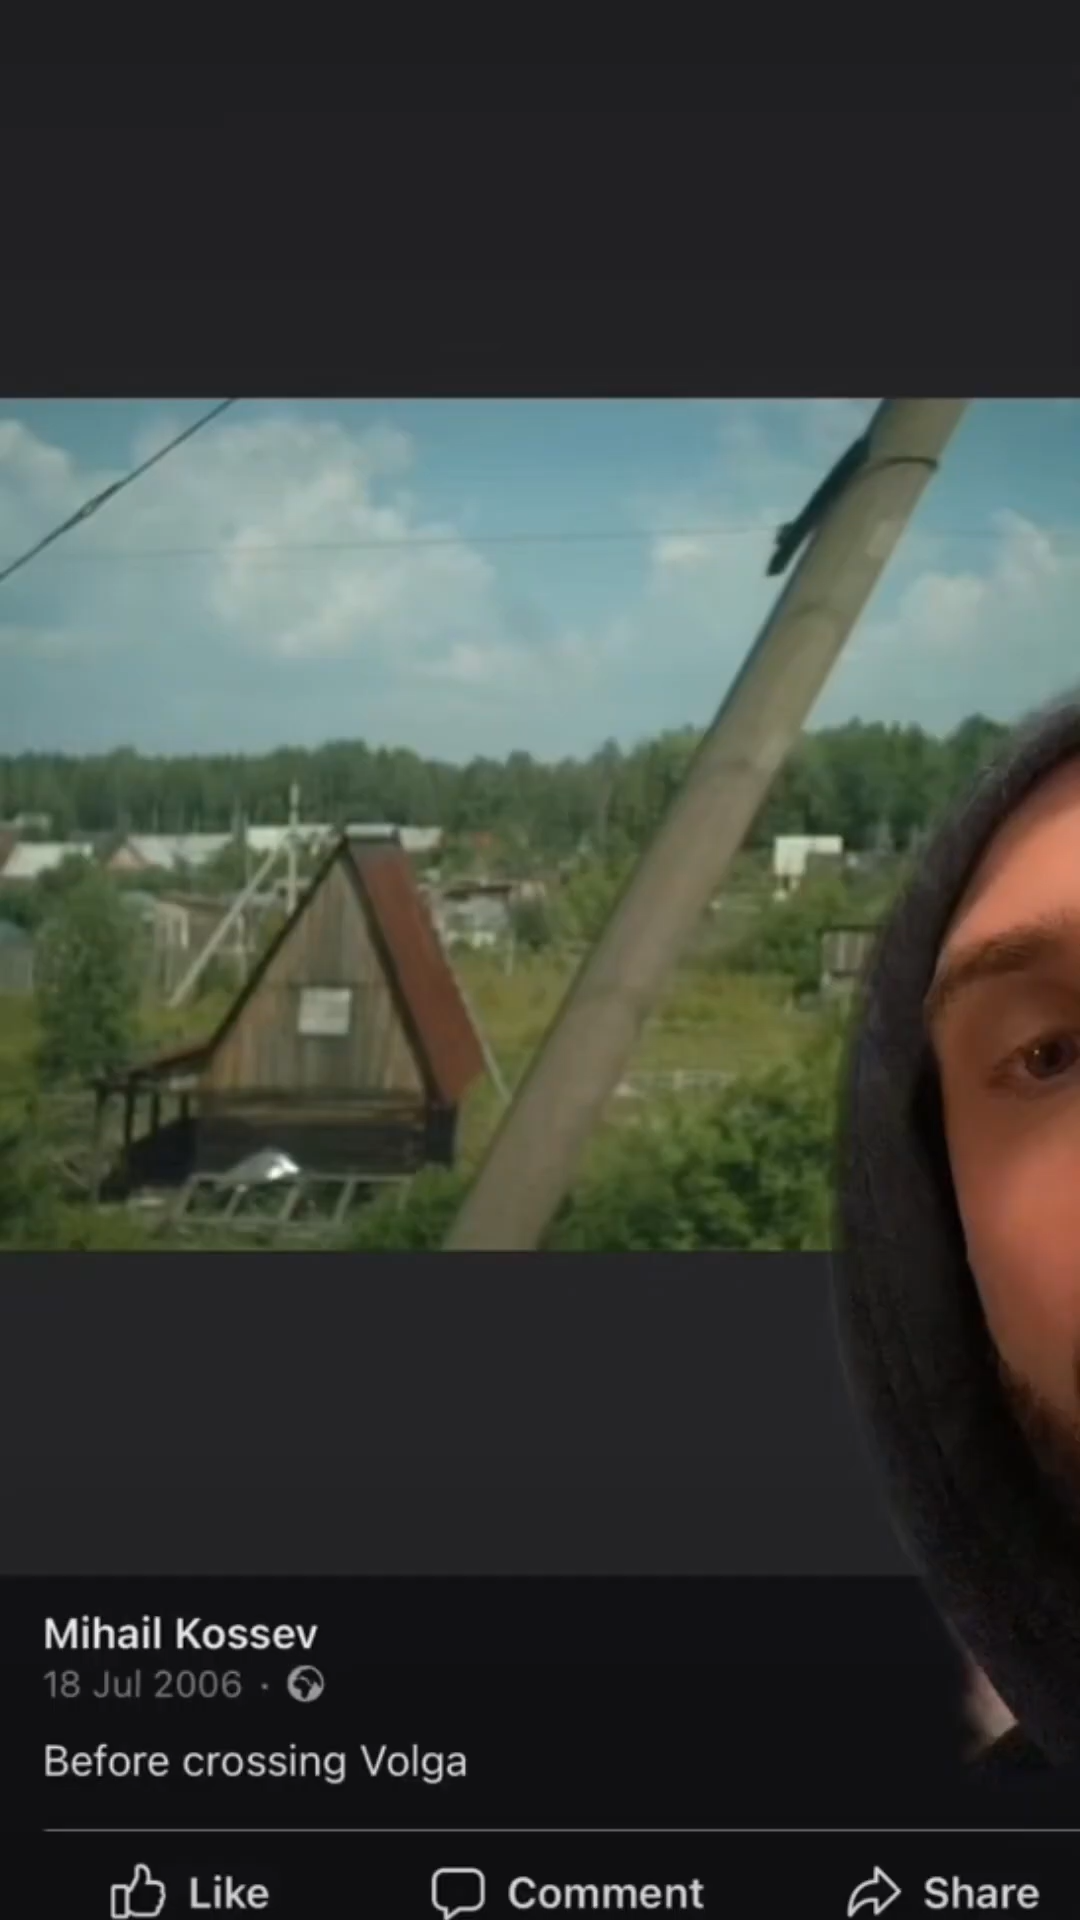 Mihail Kossev
18 Jul 2006 ·
Before crossing Volga
Like
Comment
Share